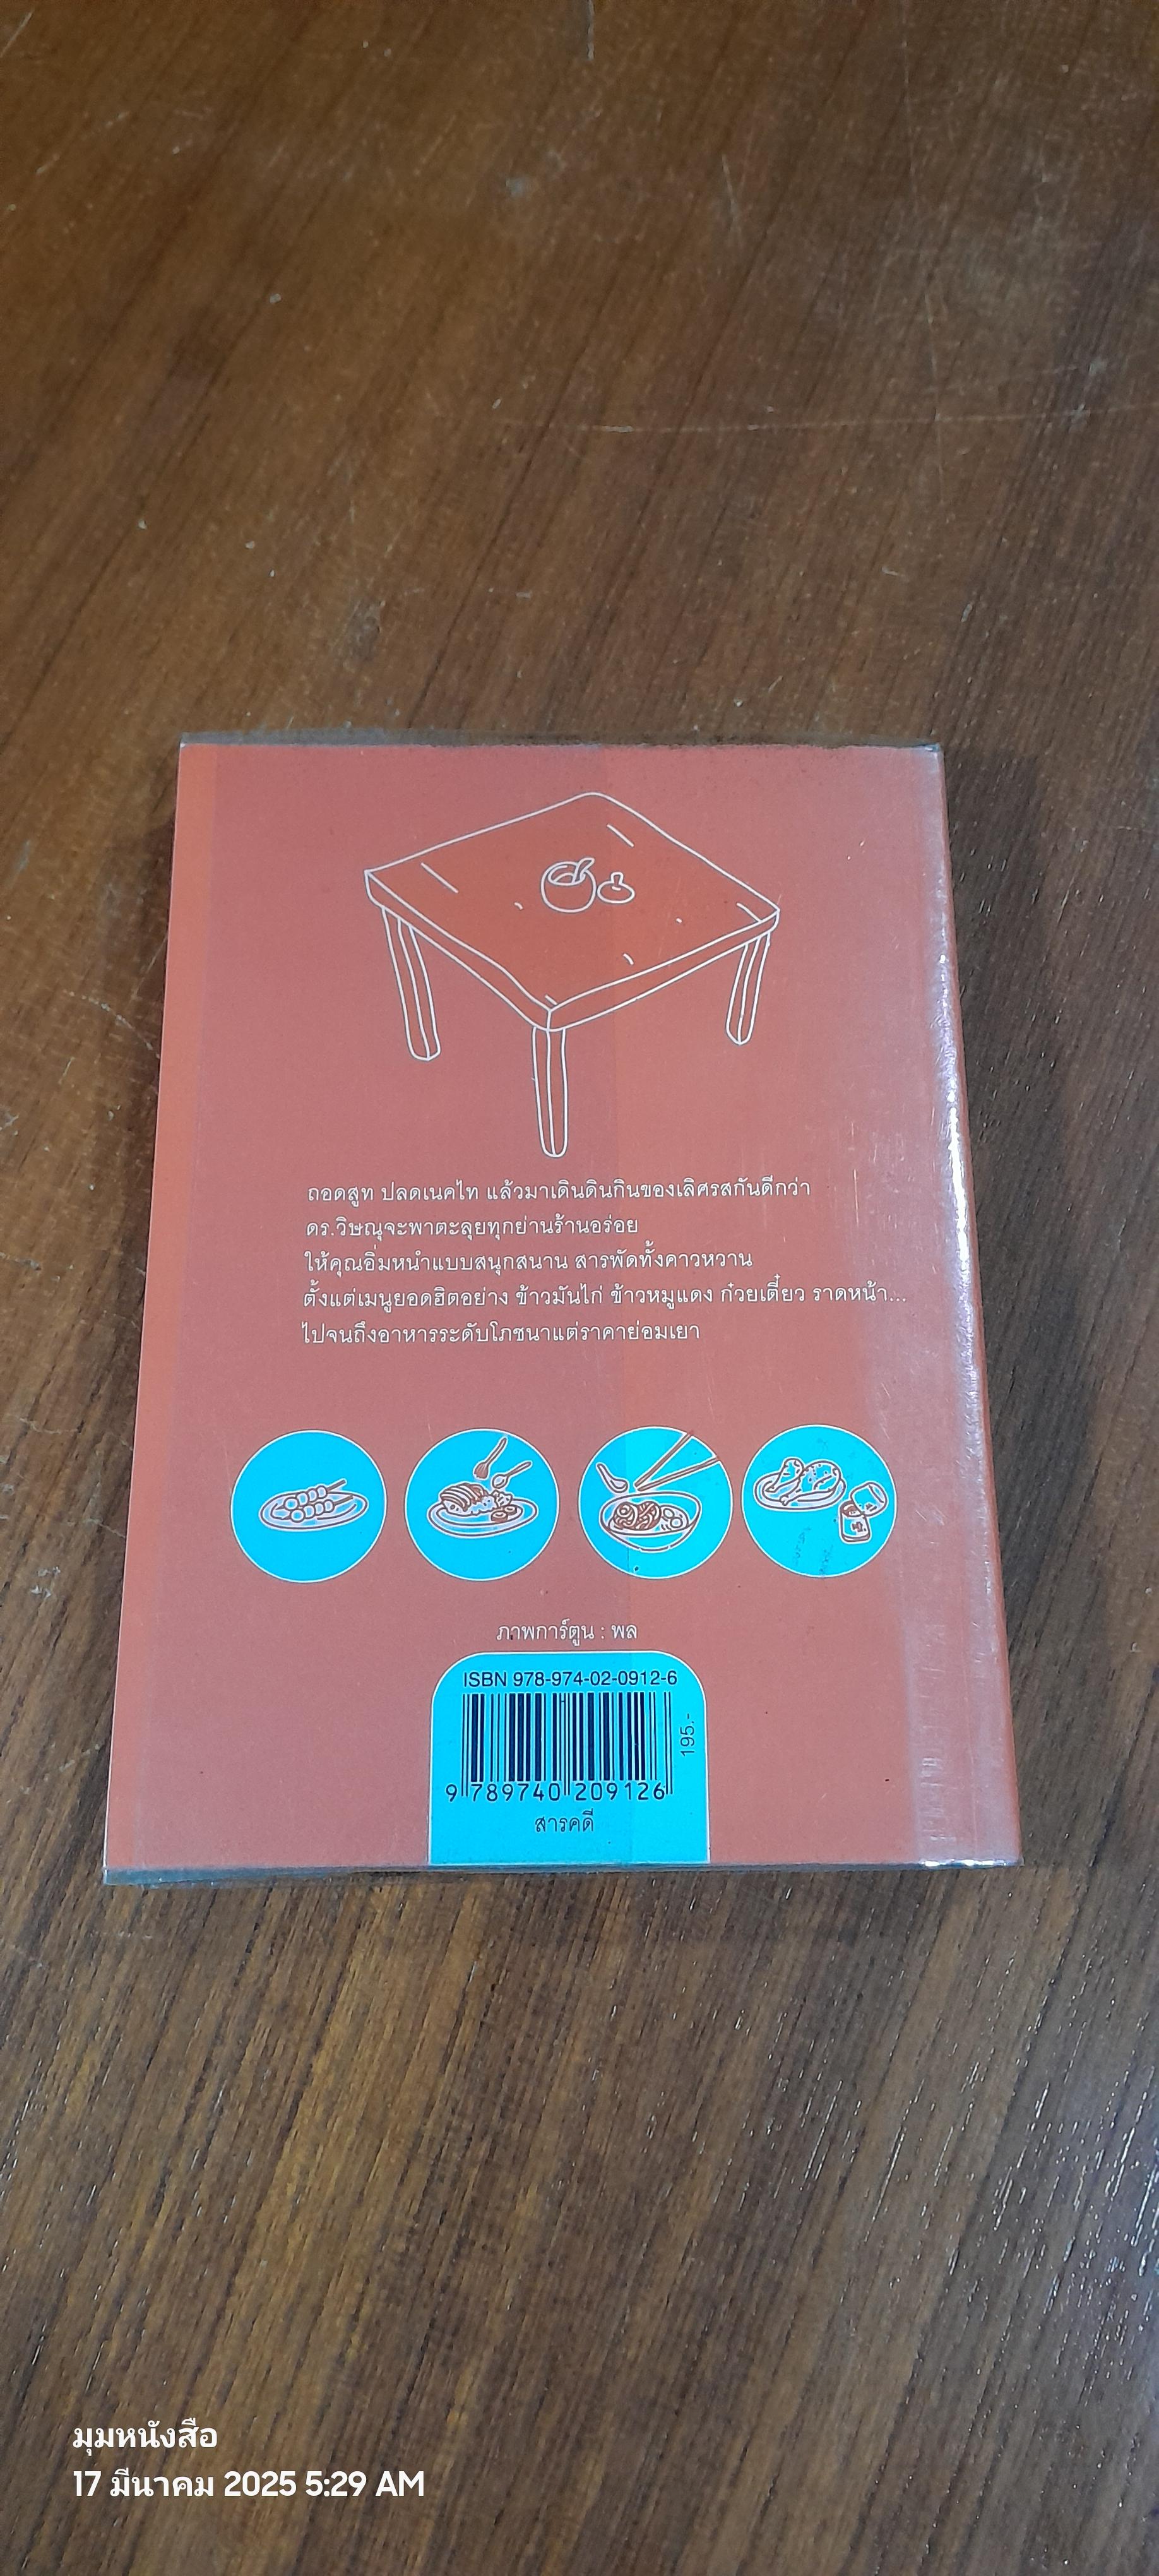 ถอดสูท ปลดเนคไท แล้วมาเดินดินกินของเลิศรสกันดีกว่า
ดร.วิษณุจะพาตะลุยทุกย่านร้านอร่อย
ให้คุณอิ่มหนำแบบสนุกสนาน สารพัดทั้งคาวหวาน
ตั้งแต่เมนูยอดฮิตอย่าง ข้าวมันไก่ ข้าวหมูแดง ก๋วยเตี๋ยว ราดหน้า...
ไปจนถึงอาหารระดับโภชนาแต่ราคาย่อมเยา
ภาพการ์ตูน : พล
ISBN 978-974-02-0912-6
195.-
9 789740 209126
สารคดี
มุมหนังสือ
17 มีนาคม 2025 5:29 AM